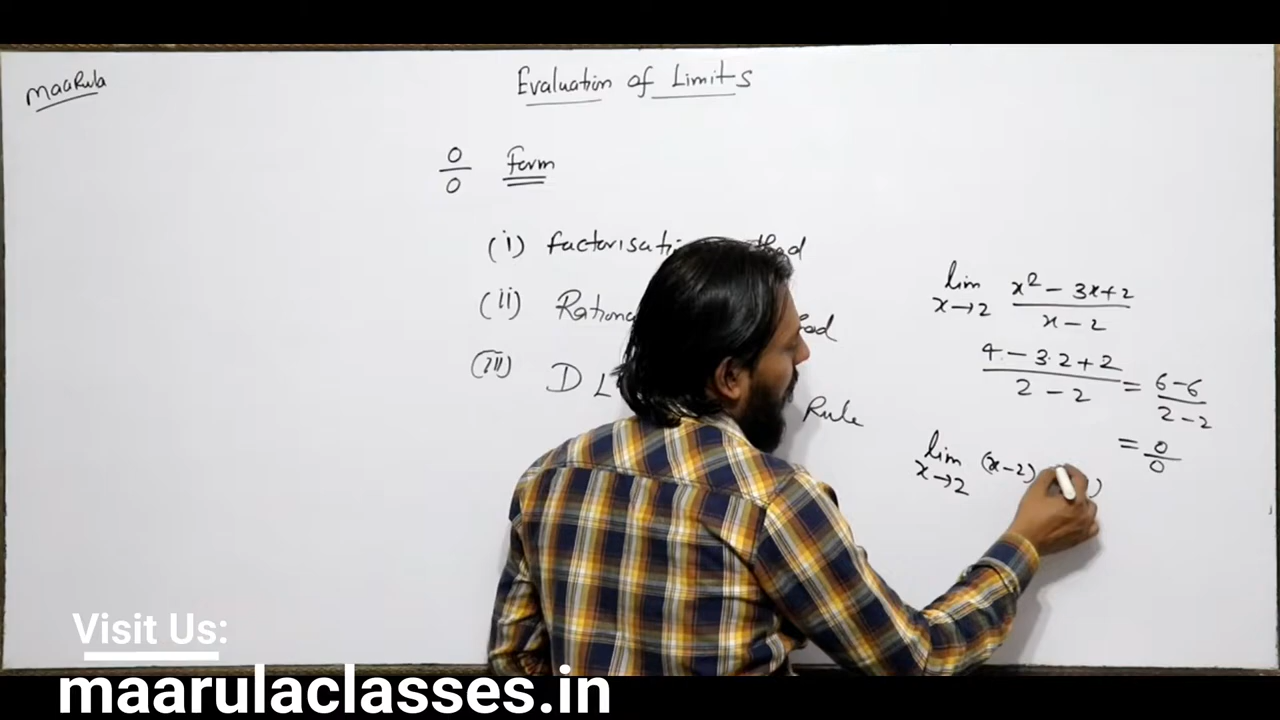 maaRula
Evaluation of Limits
0/0 Form
(i) factorisati
(ii) Rationa
(iii) D L Rule
lim x→2 x² - 3x+2 / x - 2
4 - 3·2 + 2 / 2 - 2 = 6-6 / 2-2
= 0/0
lim x→2 (x-2) )
Visit Us:
maarulaclasses.in